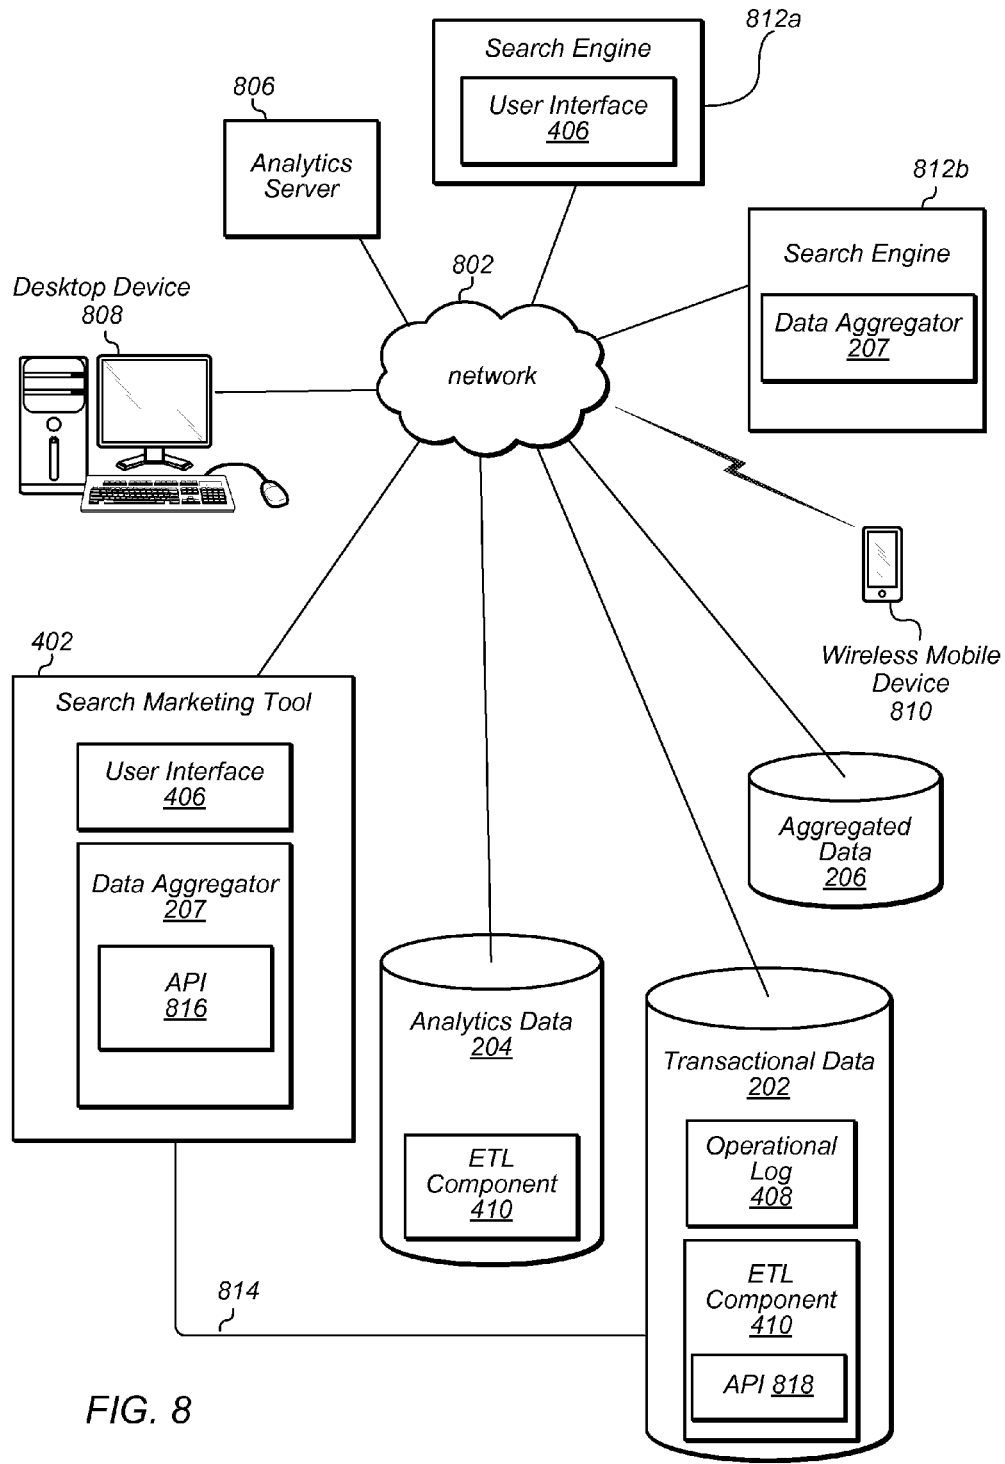 812a
Search Engine
User Interface
406
806
Analytics
Server
812b
Search Engine
Data Aggregator
207
802
network
Desktop Device
808
Wireless Mobile
Device
810
402
Search Marketing Tool
User Interface
406
Data Aggregator
207
API
816
Aggregated
Data
206
Analytics Data
204
ETL
Component
410
Transactional Data
202
Operational
Log
408
ETL
Component
410
API 818
814
FIG. 8